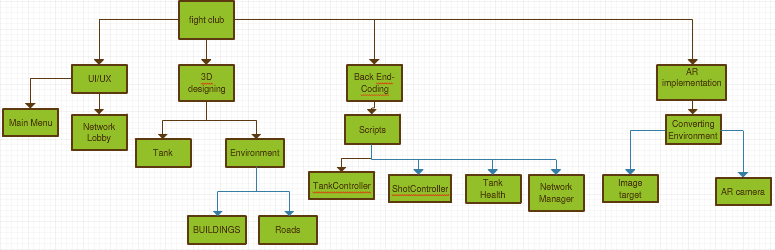 fight club
UI/UX
3D
designing
Back End-
Coding
AR
implementation
Main Menu
Network
Lobby
Tank
Environment
Scripts
Converting
Environment
TankController
ShotController
Tank
Health
Network
Manager
Image
target
AR camera
BUILDINGS
Roads